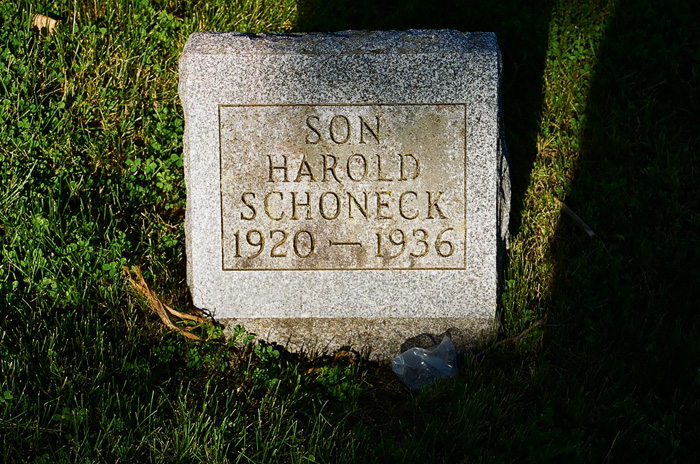 SON
HAROLD
SCHONECK
1920 — 1936